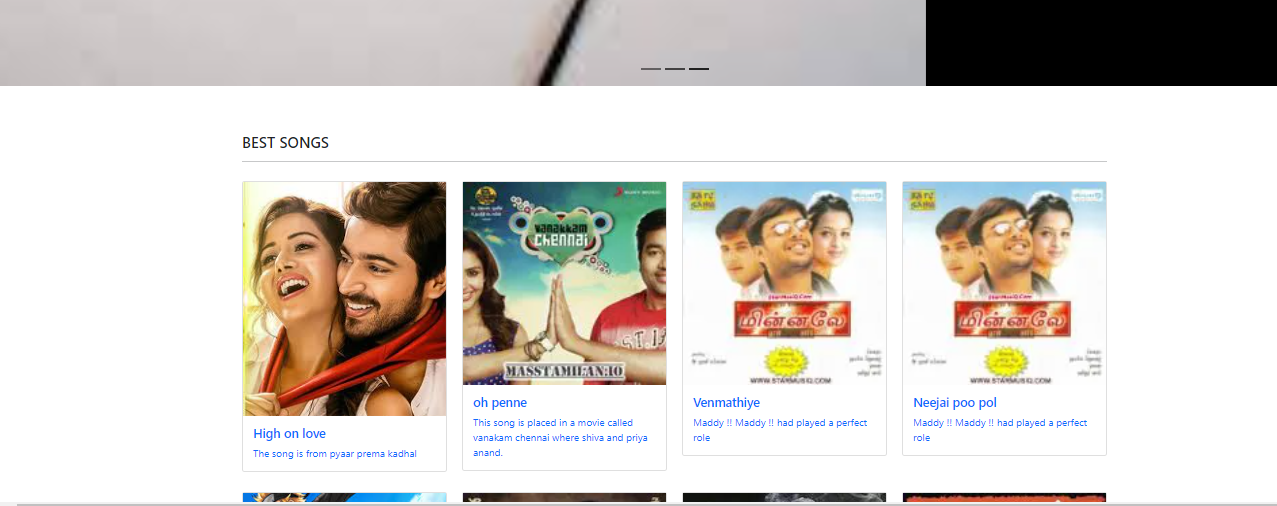 BEST SONGS
SONY MUSIC
vanakkam
chennai
MASSTAMILAN.IO
மின்னலே
WWW.STARMUSIQ.COM
மின்னலே
WWW.STARMUSIQ.COM
High on love
The song is from pyaar prema kadhal
oh penne
This song is placed in a movie called
vanakam chennai where shiva and priya
anand.
Venmathiye
Maddy !! Maddy !! had played a perfect
role
Neejai poo pol
Maddy !! Maddy !! had played a perfect
role